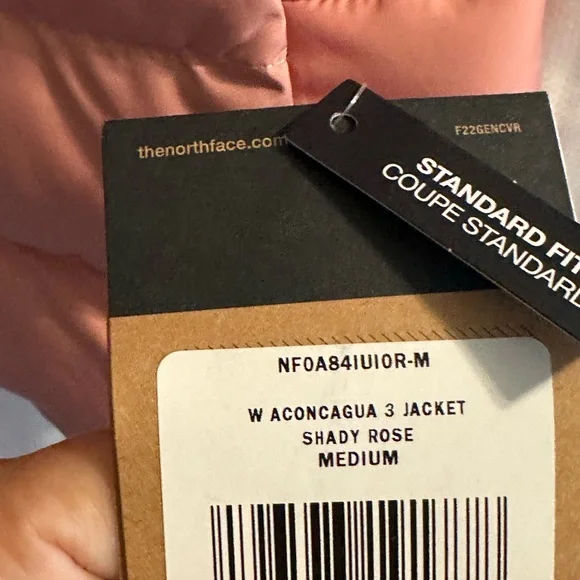 thenorthface.com
F22GENCVR
STANDARD FIT
COUPE STANDARD
NF0A84IUI0R-M
W ACONCAGUA 3 JACKET
SHADY ROSE
MEDIUM